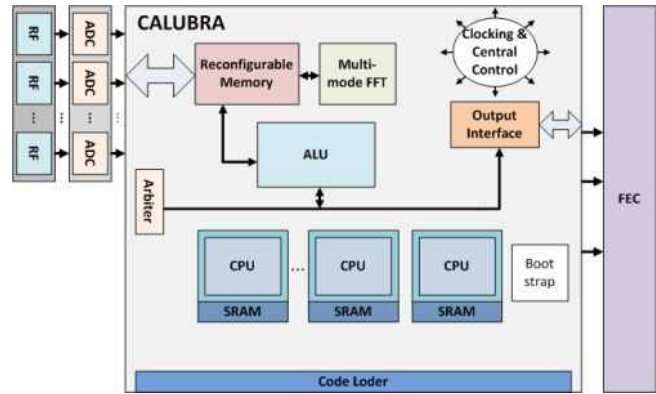 CALUBRA
RF
ADC
RF
ADC
...
...
...
RF
ADC
Reconfigurable
Memory
Multi-
mode FFT
Clocking &
Central
Control
Output
Interface
ALU
Arbiter
FEC
CPU
SRAM
...
CPU
SRAM
CPU
SRAM
Boot
strap
Code Loder